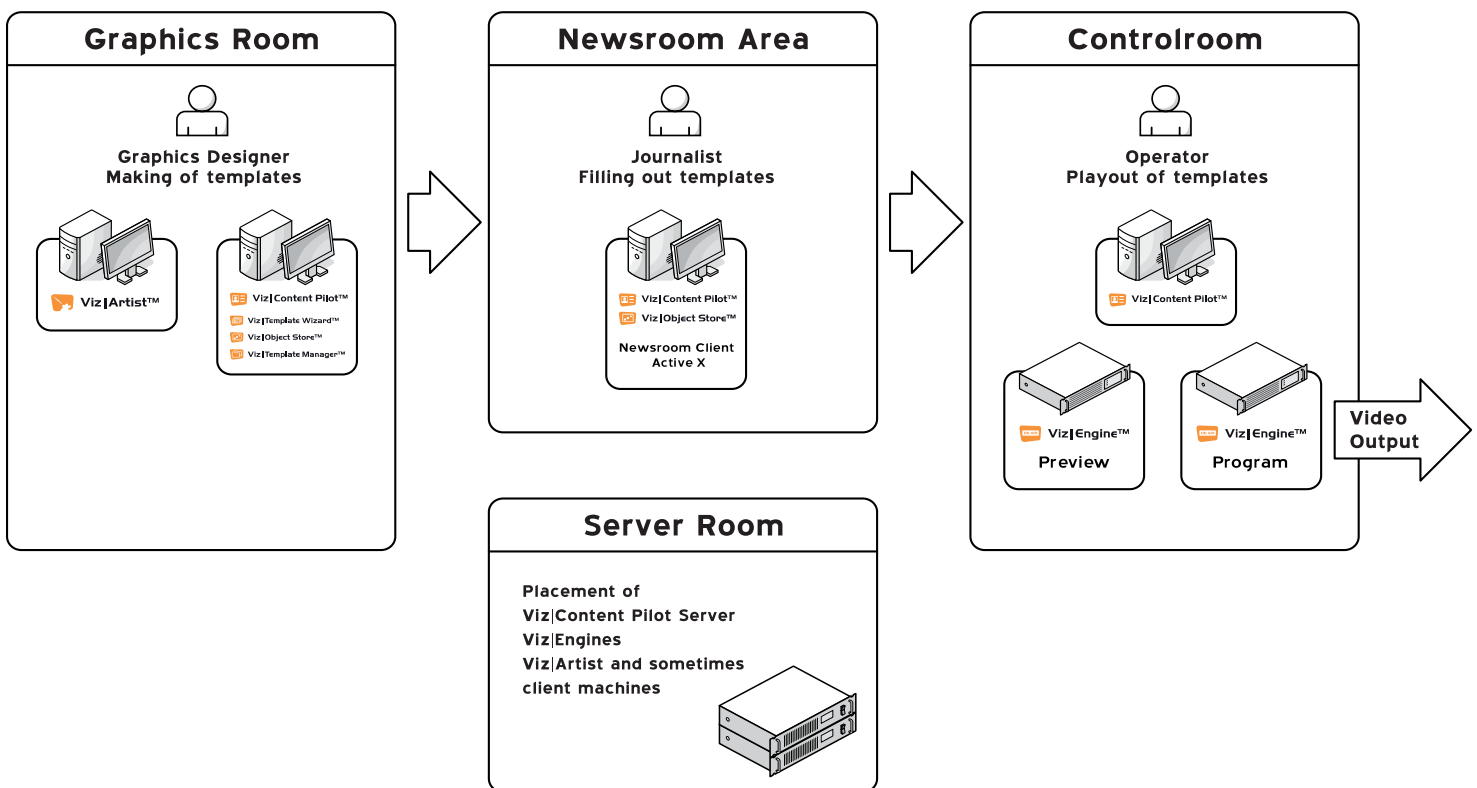 Graphics Room
Graphics Designer
Making of templates
Viz|Artist™
Viz|Content Pilot™
Viz|Template Wizard™
Viz|Object Store™
Viz|Template Manager™
Newsroom Area
Journalist
Filling out templates
Viz|Content Pilot™
Viz|Object Store™
Newsroom Client
Active X
Controlroom
Operator
Playout of templates
Viz|Content Pilot™
Viz|Engine™
Preview
Viz|Engine™
Program
Video
Output
Server Room
Placement of
Viz|Content Pilot Server
Viz|Engines
Viz|Artist and sometimes
client machines